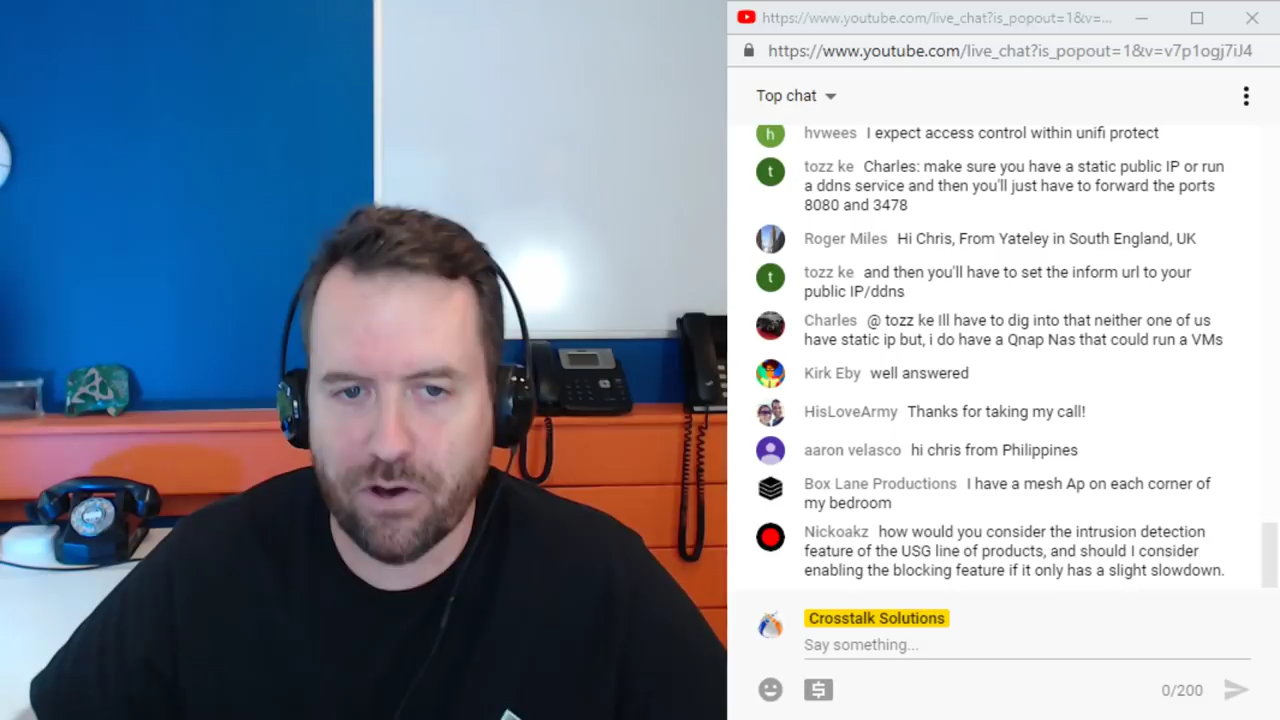 https://www.youtube.com/live_chat?is_popout=1&v=...
https://www.youtube.com/live_chat?is_popout=1&v=v7p1ogj7iJ4
Top chat
h hvwees I expect access control within unifi protect
t tozz ke Charles: make sure you have a static public IP or run
a ddns service and then you'll just have to forward the ports
8080 and 3478
Roger Miles Hi Chris, From Yateley in South England, UK
t tozz ke and then you'll have to set the inform url to your
public IP/ddns
Charles @ tozz ke Ill have to dig into that neither one of us
have static ip but, i do have a Qnap Nas that could run a VMs
Kirk Eby well answered
HisLoveArmy Thanks for taking my call!
aaron velasco hi chris from Philippines
Box Lane Productions I have a mesh Ap on each corner of
my bedroom
Nickoakz how would you consider the intrusion detection
feature of the USG line of products, and should I consider
enabling the blocking feature if it only has a slight slowdown.
Crosstalk Solutions
Say something...
0/200